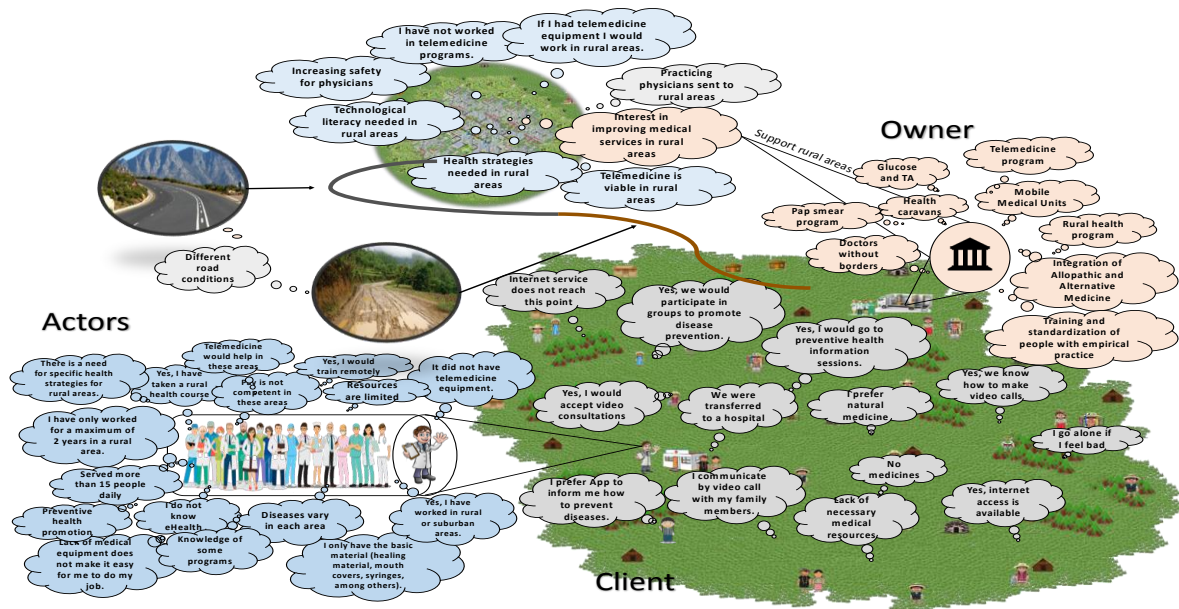 I have not worked
in telemedicine
programs.
If I had telemedicine
equipment I would
work in rural areas.
Increasing safety
for physicians
Practicing
physicians sent to
rural areas
Technological
literacy needed in
rural areas
Interest in
improving medical
services in rural
areas
Health strategies
needed in rural
areas
Telemedicine is
viable in rural
areas
Support rural areas
Owner
Glucose
and TA
Telemedicine
program
Health
caravans
Mobile
Medical Units
Pap smear
program
Rural health
program
Doctors
without
borders
Integration of
Allopathic and
Alternative
Medicine
Training and
standardization of
people with empirical
practice
Different
road
conditions
Internet service
does not reach
this point
Yes, we would
participate in
groups to promote
disease
prevention.
Yes, I would go to
preventive health
information
sessions.
Yes, we know
how to make
video calls
Yes, I would
accept video
consultations
We were
transferred
to a hospital
I prefer
natural
medicine.
I go alone if
I feel bad
I prefer App to
inform me how
to prevent
diseases.
I communicate
by video call
with my family
members.
No
medicines
Lack of
necessary
medical
resources
Yes, internet
access is
available
Client
Actors
There is a need
for specific health
strategies for
rural areas.
Yes, I have
taken a rural
health course
Telemedicine
would help in
these areas
Pay is not
competent in
these areas
Yes, I would
train remotely
Resources
are limited
It did not have
telemedicine
equipment.
I have only worked
for a maximum of
2 years in a rural
area.
Served more
than 15 people
daily
Preventive
health
promotion
I do not
know eHealth
Diseases vary
in each area
Yes, I have
worked in rural
or suburban
areas.
Lack of medical
equipment does
not make it easy
for me to do my
job.
Knowledge of
some
programs
I only have the basic
material (healing
material, mouth
covers, syringes,
among others).